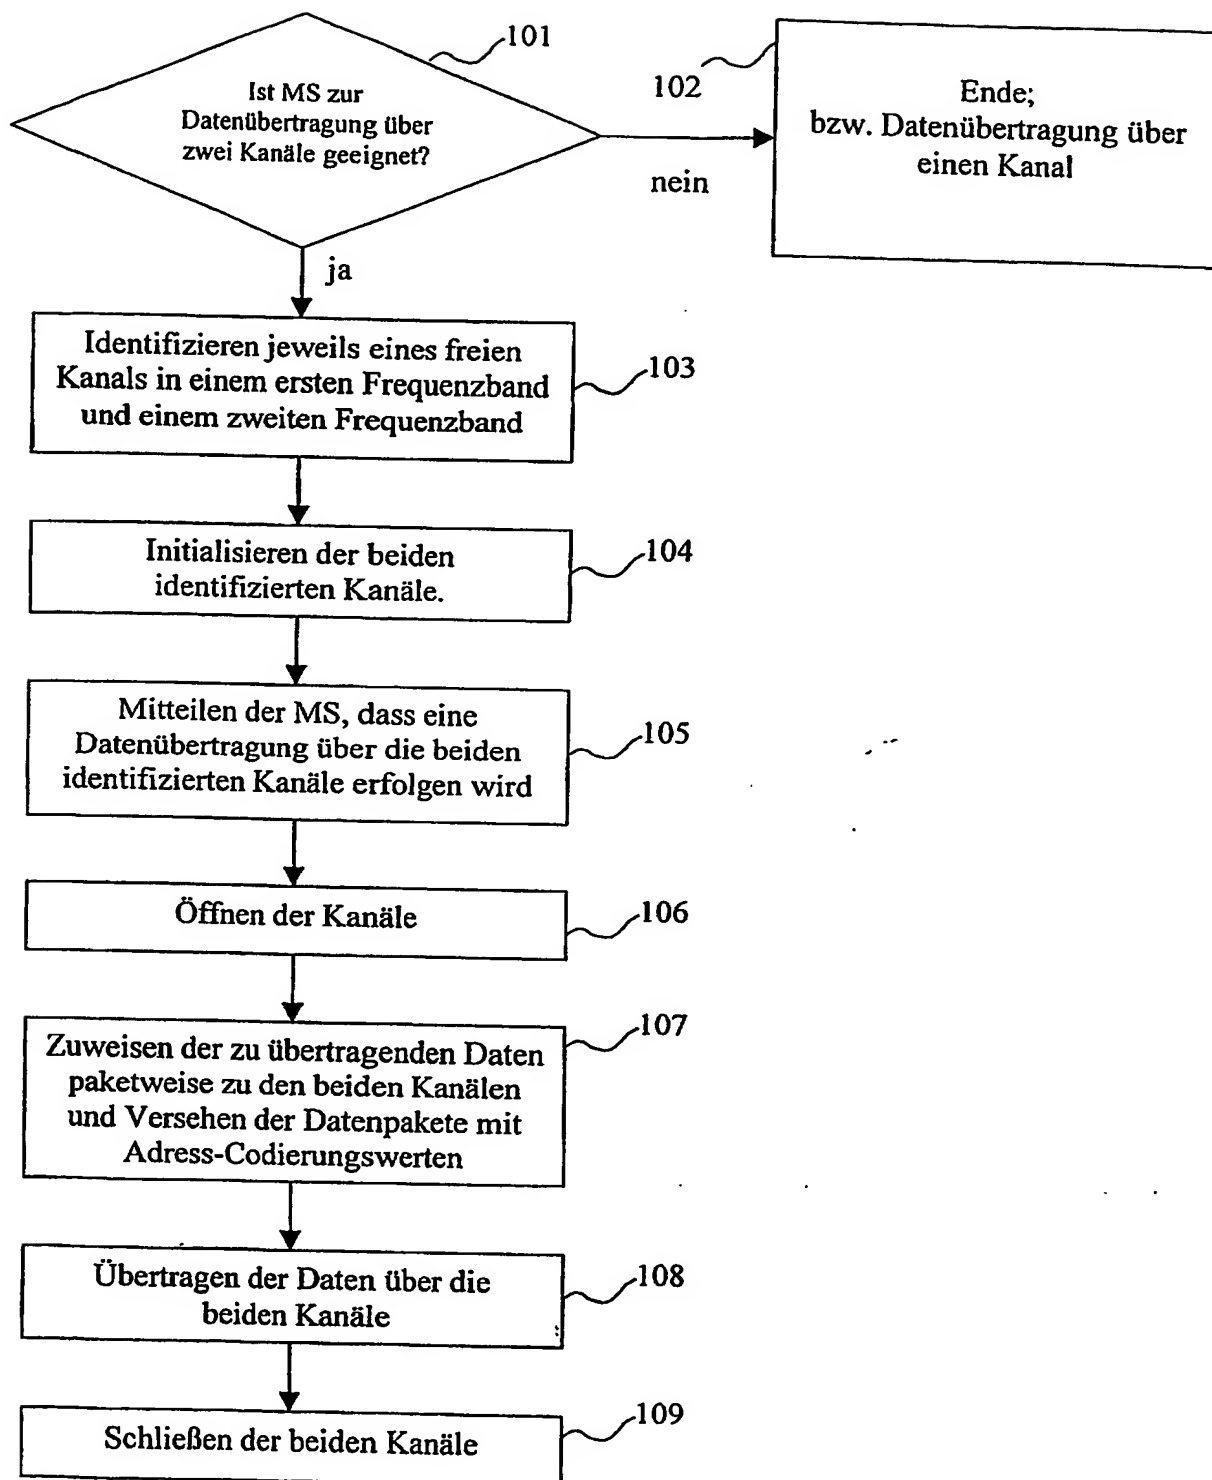 101
Ist MS zur
Datenübertragung über
zwei Kanäle geeignet?
102
Ende;
bzw. Datenübertragung über
einen Kanal
nein
ja
Identifizieren jeweils eines freien
Kanals in einem ersten Frequenzband
und einem zweiten Frequenzband
103
Initialisieren der beiden
identifizierten Kanäle.
104
Mitteilen der MS, dass eine
Datenübertragung über die beiden
identifizierten Kanäle erfolgen wird
105
Öffnen der Kanäle
106
Zuweisen der zu übertragenden Daten
paketweise zu den beiden Kanälen
und Versehen der Datenpakete mit
Adress-Codierungswerten
107
Übertragen der Daten über die
beiden Kanäle
108
Schließen der beiden Kanäle
109